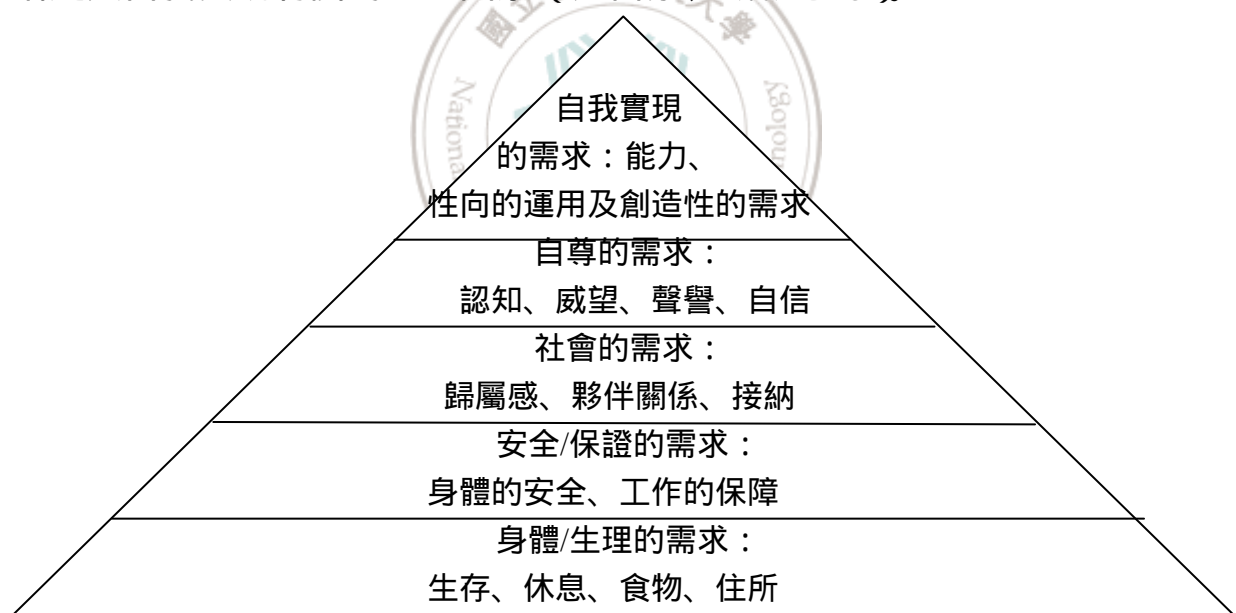 National
自我實現
的需求：能力、
性向的運用及創造性的需求
自尊的需求：
認知、威望、聲譽、自信
社會的需求：
歸屬感、夥伴關係、接納
安全/保證的需求：
身體的安全、工作的保障
身體/生理的需求：
生存、休息、食物、住所